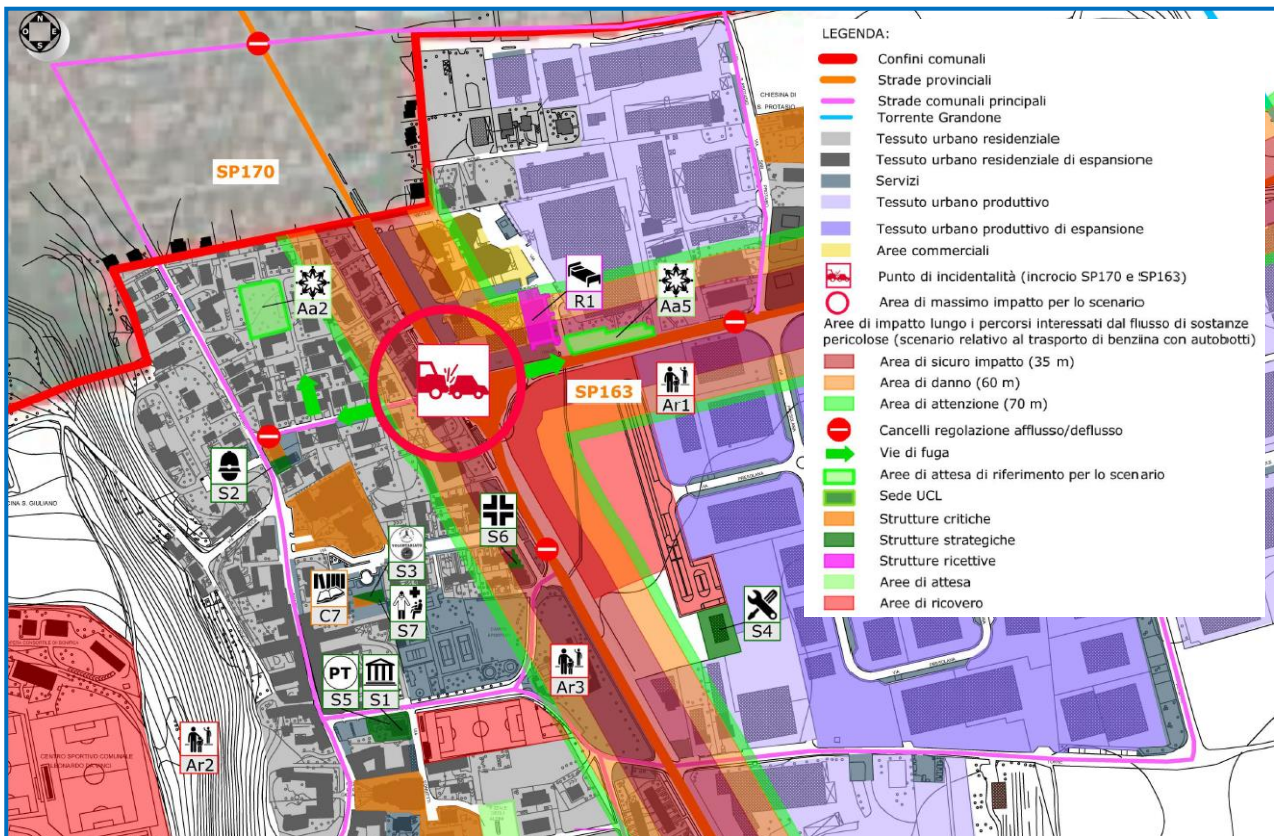 N
O
E
S
LEGENDA:
Confini comunali
Strade provinciali
Strade comunali principali
Torrente Grandone
Tessuto urbano residenziale
Tessuto urbano residenziale di espansione
Servizi
Tessuto urbano produttivo
Tessuto urbano produttivo di espansione
Aree commerciali
Punto di incidentalità (incrocio SP170 e SP163)
Area di massimo impatto per lo scenario
Aree di impatto lungo i percorsi interessati dal flusso di sostanze
pericolose (scenario relativo al trasporto di benziina con autobotti)
Area di sicuro impatto (35 m)
Area di danno (60 m)
Area di attenzione (70 m)
Cancelli regolazione afflusso/deflusso
Vie di fuga
Aree di attesa di riferimento per lo scenario
Sede UCL
Strutture critiche
Strutture strategiche
Strutture ricettive
Aree di attesa
Aree di ricovero
CHIESINA DI
S. PROTASIO
SP170
Aa2
R1
Aa5
SP163
Ar1
S2
CINA S. GIULIANO
S6
S3
C7
S7
S4
PT
S5
S1
Ar3
Ar2
CENTRO SPORTIVO COMUNALE